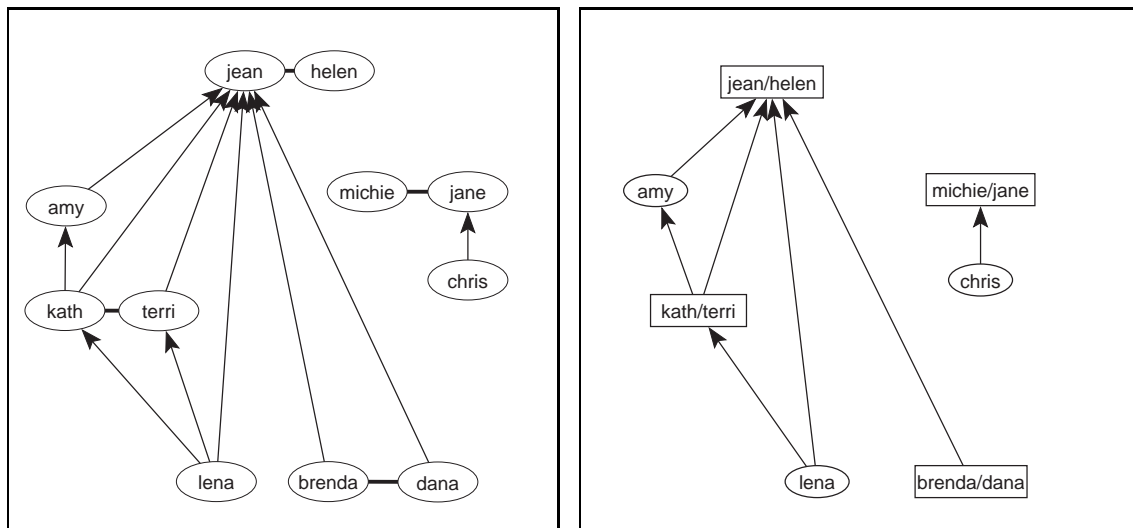 jean
helen
amy
michie
jane
chris
kath
terri
lena
brenda
dana
jean/helen
amy
michie/jane
chris
kath/terri
lena
brenda/dana